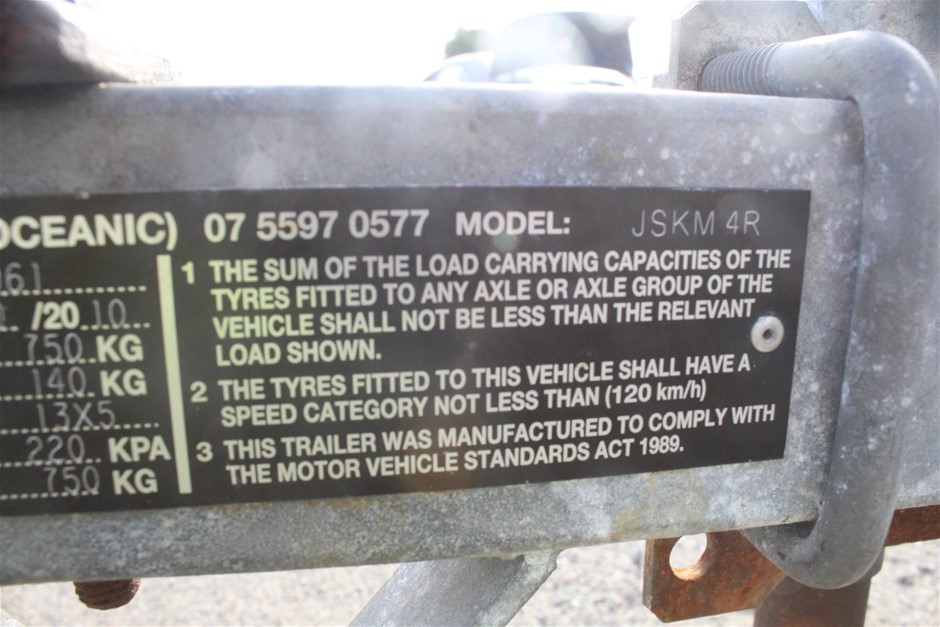 OCEANIC) 07 5597 0577 MODEL: JSKM 4R
061
/20 10
750 KG
140 KG
13X5
220 KPA
750 KG
1 THE SUM OF THE LOAD CARRYING CAPACITIES OF THE
TYRES FITTED TO ANY AXLE OR AXLE GROUP OF THE
VEHICLE SHALL NOT BE LESS THAN THE RELEVANT
LOAD SHOWN.
2 THE TYRES FITTED TO THIS VEHICLE SHALL HAVE A
SPEED CATEGORY NOT LESS THAN (120 km/h)
3 THIS TRAILER WAS MANUFACTURED TO COMPLY WITH
THE MOTOR VEHICLE STANDARDS ACT 1989.